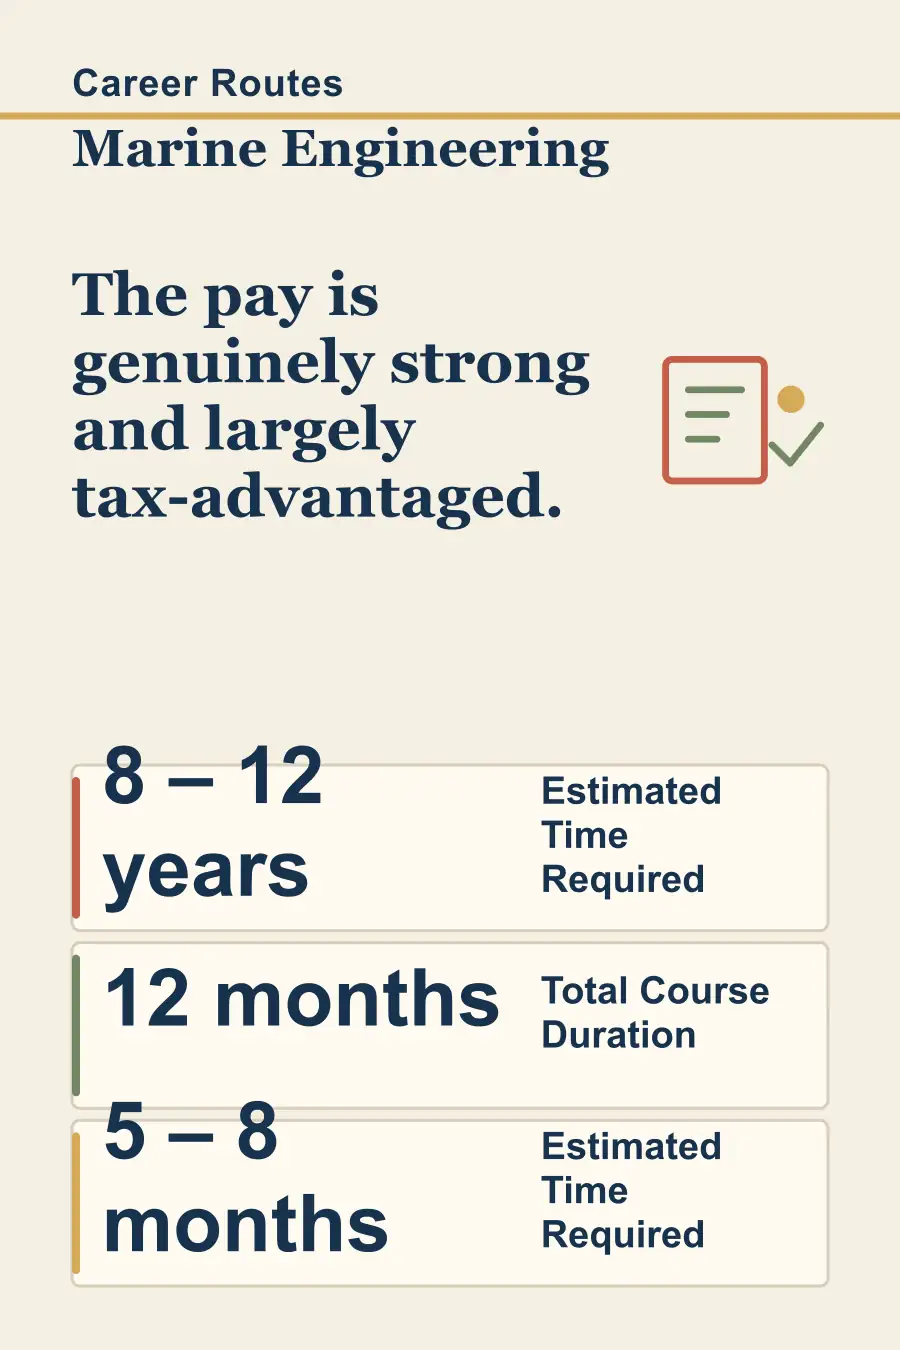 Career Routes
Marine Engineering
The pay is
genuinely strong
and largely
tax-advantaged.
8 – 12
years
Estimated
Time
Required
12 months
Total Course
Duration
5 – 8
months
Estimated
Time
Required